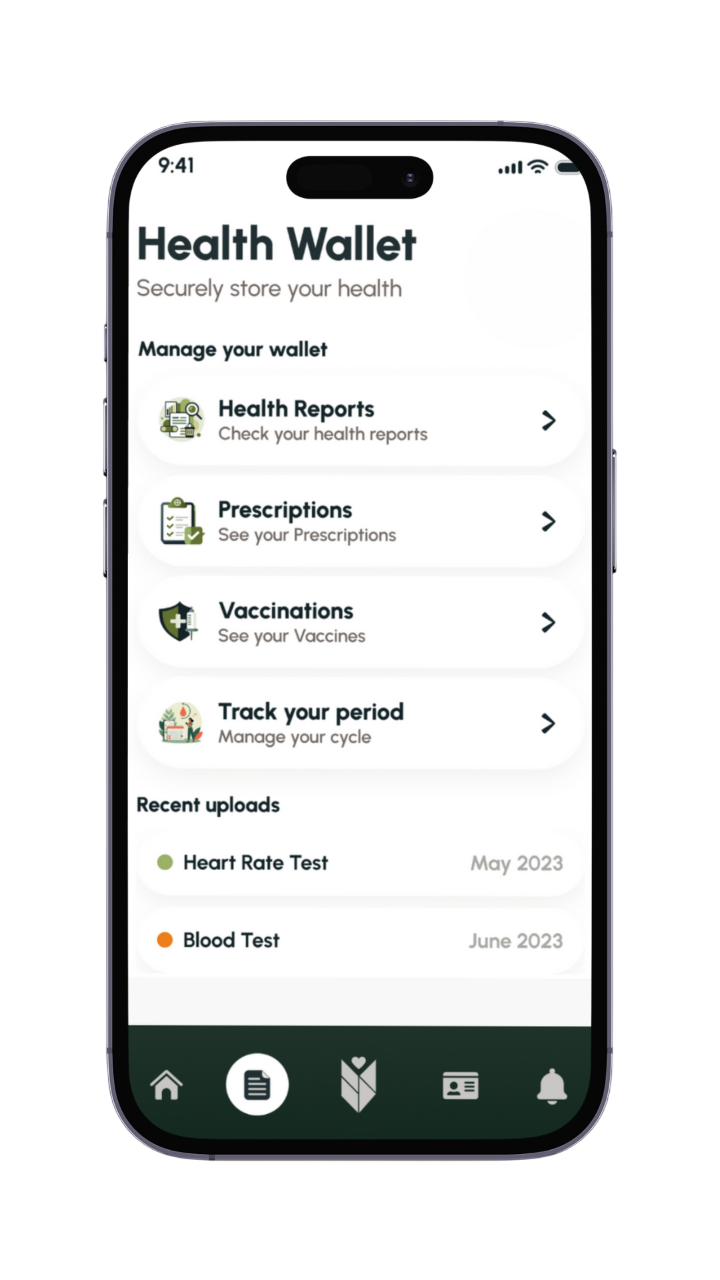 9:41
Health Wallet
Securely store your health
Manage your wallet
Health Reports
Check your health reports
Prescriptions
See your Prescriptions
Vaccinations
See your Vaccines
Track your period
Manage your cycle
Recent uploads
Heart Rate Test May 2023
Blood Test June 2023